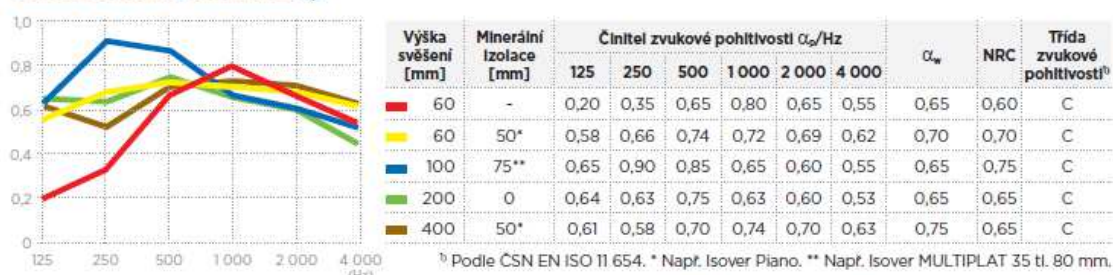 1,0
0,8
0,6
0,4
0,2
0
125 250 500 1 000 2 000 4 000
(Hz)
Výška svěšení [mm] Minerální Izolace [mm] Činitel zvukové pohltivosti αp/Hz αw NRC Třída zvukové pohltivosti¹⁾
125 250 500 1 000 2 000 4 000
60 - 0,20 0,35 0,65 0,80 0,65 0,55 0,65 0,60 C
60 50* 0,58 0,66 0,74 0,72 0,69 0,62 0,70 0,70 C
100 75** 0,65 0,90 0,85 0,65 0,60 0,55 0,65 0,75 C
200 0 0,64 0,63 0,75 0,63 0,60 0,53 0,65 0,65 C
400 50* 0,61 0,58 0,70 0,74 0,70 0,63 0,75 0,65 C
¹⁾ Podle ČSN EN ISO 11 654. * Např. Isover Piano. ** Např. Isover MULTIPLAT 35 tl. 80 mm.